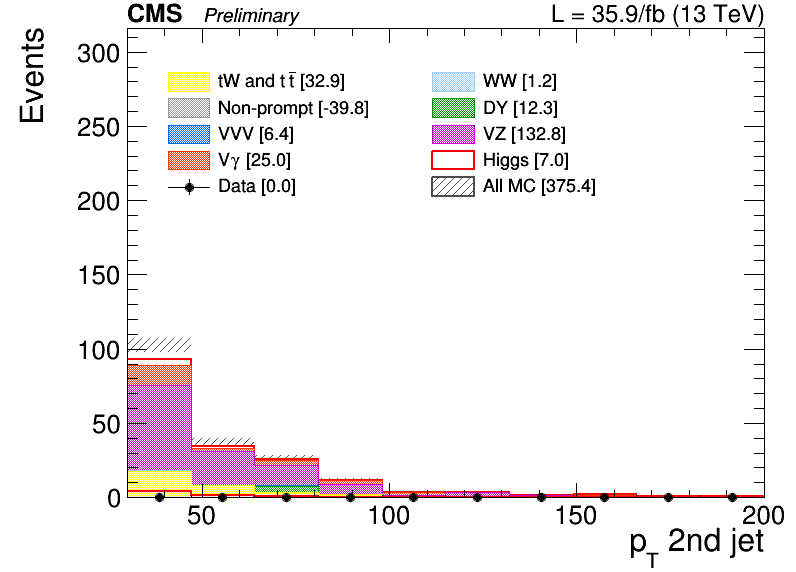 CMS Preliminary L = 35.9/fb (13 TeV)
Events
300
250
200
150
100
50
0
tW and tt̄ [32.9]
Non-prompt [-39.8]
VVV [6.4]
Vγ [25.0]
Data [0.0]
WW [1.2]
DY [12.3]
VZ [132.8]
Higgs [7.0]
All MC [375.4]
50 100 150 200
p_T 2nd jet